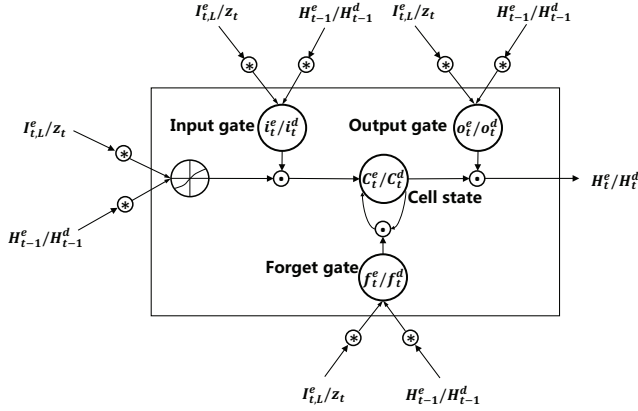 I^e_{t,L}/z_t H^e_{t-1}/H^d_{t-1} I^e_{t,L}/z_t H^e_{t-1}/H^d_{t-1}
* * * *
Input gate i^e_t/i^d_t Output gate o^e_t/o^d_t
I^e_{t,L}/z_t
*
C^e_t/C^d_t
Cell state
H^e_t/H^d_t
*
H^e_{t-1}/H^d_{t-1}
Forget gate
f^e_t/f^d_t
* *
I^e_{t,L}/z_t H^e_{t-1}/H^d_{t-1}